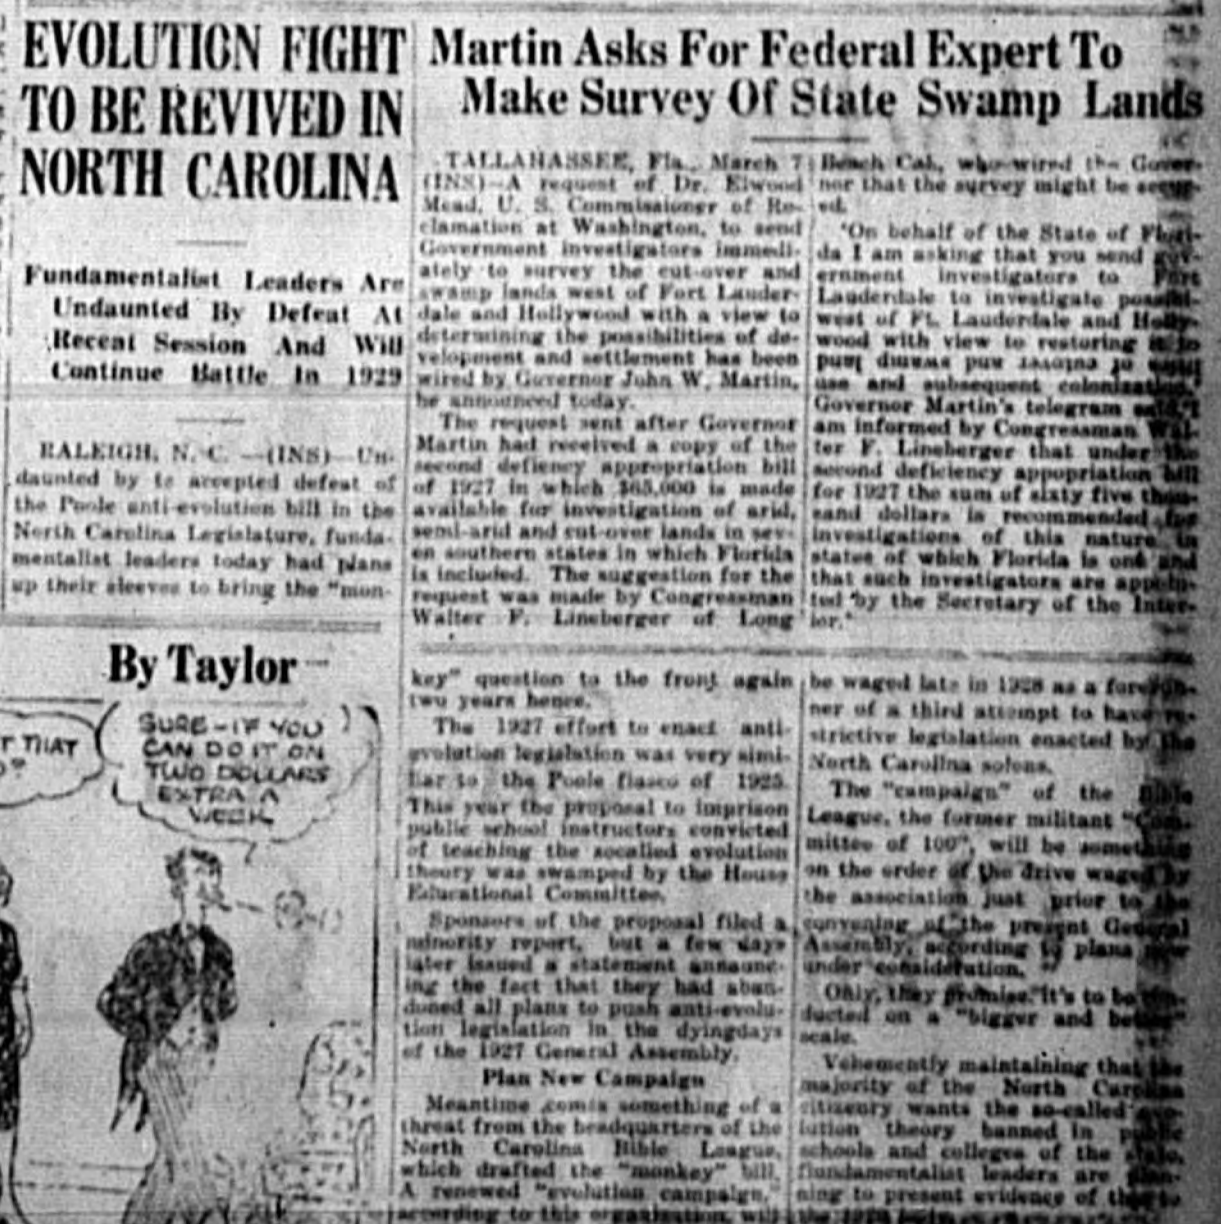 EVOLUTION FIGHT
TO BE REVIVED IN
NORTH CAROLINA
Fundamentalist Leaders Are
Undaunted By Defeat At
Recent Session And Will
Continue Battle In 1929
RALEIGH, N. C. —(INS)—Un-
daunted by te accepted defeat of
the Poole anti-evolution bill in the
North Carolina Legislature, funda-
mentalist leaders today had plans
up their sleeves to bring the "mon-
key" question to the front again
two years hence.
The 1927 effort to enact anti-
evolution legislation was very simi-
liar to the Poole fiasco of 1925.
This year the proposal to imprison
public school instructors convicted
of teaching the socalled evolution
theory was swamped by the House
Educational Committee.
Sponsors of the proposal filed a
minority report, but a few days
later issued a statement announc-
ing the fact that they had aban-
doned all plans to push anti-evolu-
tion legislation in the dyingdays
of the 1927 General Assembly.
Plan New Campaign
Meantime comes something of a
threat from the headquarters of the
North Carolina Bible League,
which drafted the "monkey" bill.
A renewed "evolution campaign,"
according to this organization, will
be waged late in 1928 as a forerun-
ner of a third attempt to have re-
strictive legislation enacted by the
North Carolina solons.
The "campaign" of the Bible
League, the former militant "Com-
mittee of 100", will be something
on the order of the drive waged by
the association just prior to the
convening of the present General
Assembly, according to plans now
under consideration.
Only, they promise, it's to be con-
ducted on a "bigger and better"
scale.
Vehemently maintaining that the
majority of the North Carolina
citizenry wants the so-called evo-
lution theory banned in public
schools and colleges of the state,
fundamentalist leaders are plan-
ning to present evidence of
Martin Asks For Federal Expert To
Make Survey Of State Swamp Lands
TALLAHASSEE, Fla., March 7
(INS)—A request of Dr. Elwood
Mead, U. S. Commissioner of Re-
clamation at Washington, to send
Government investigators immedi-
ately to survey the cut-over and
swamp lands west of Fort Lauder-
dale and Hollywood with a view to
determining the possibilities of de-
velopment and settlement has been
wired by Governor John W. Martin,
he announced today.
The request sent after Governor
Martin had received a copy of the
second defiency appropriation bill
of 1927 in which $65,000 is made
available for investigation of arid,
semi-arid and cut-over lands in sev-
en southern states in which Florida
is included. The suggestion for the
request was made by Congressman
Walter F. Lineberger of Long
Beach Cal., who wired the Gover-
nor that the survey might be secur-
ed.
"On behalf of the State of Flori-
da I am asking that you send gov-
ernment investigators to Fort
Lauderdale to investigate
west of Ft. Lauderdale and Holly-
wood with view to restoring it to
use and subsequent colonization,"
Governor Martin's telegram said. "I
am informed by Congressman Wal-
ter F. Lineberger that under the
second deficiency appopriation bill
for 1927 the sum of sixty five thou-
sand dollars is recommended for
investigations of this nature in
states of which Florida is one and
that such investigators are appoin-
ted by the Secretary of the Inter-
ior."
By Taylor
T THAT
SURE-IF YOU
CAN DO IT ON
TWO DOLLARS
EXTRA A
WEEK